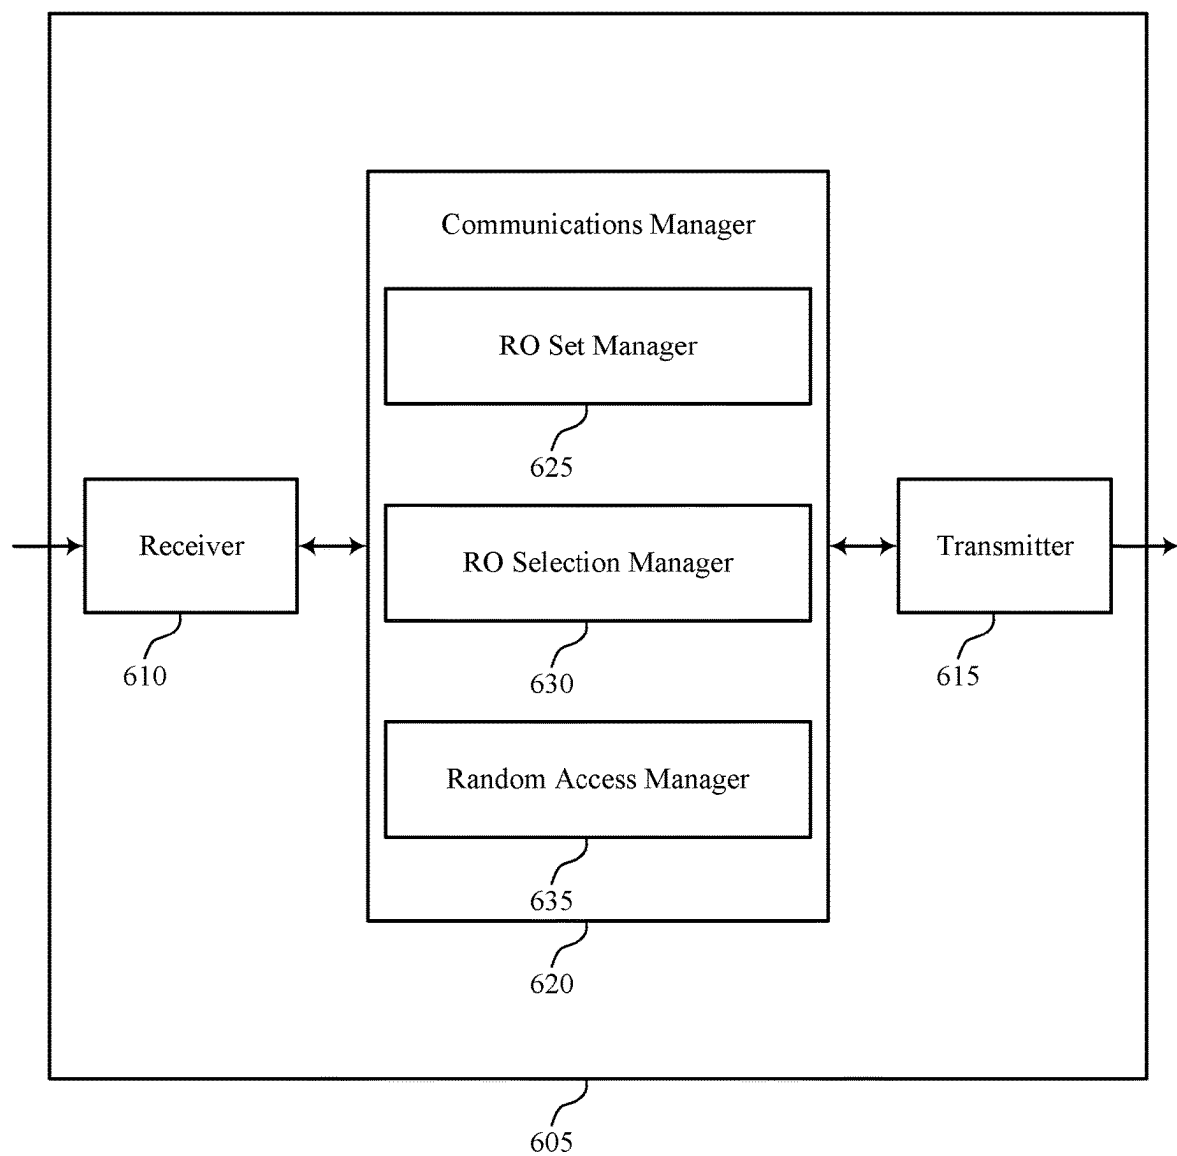 Communications Manager
RO Set Manager
625
Receiver
610
RO Selection Manager
630
Transmitter
615
Random Access Manager
635
620
605